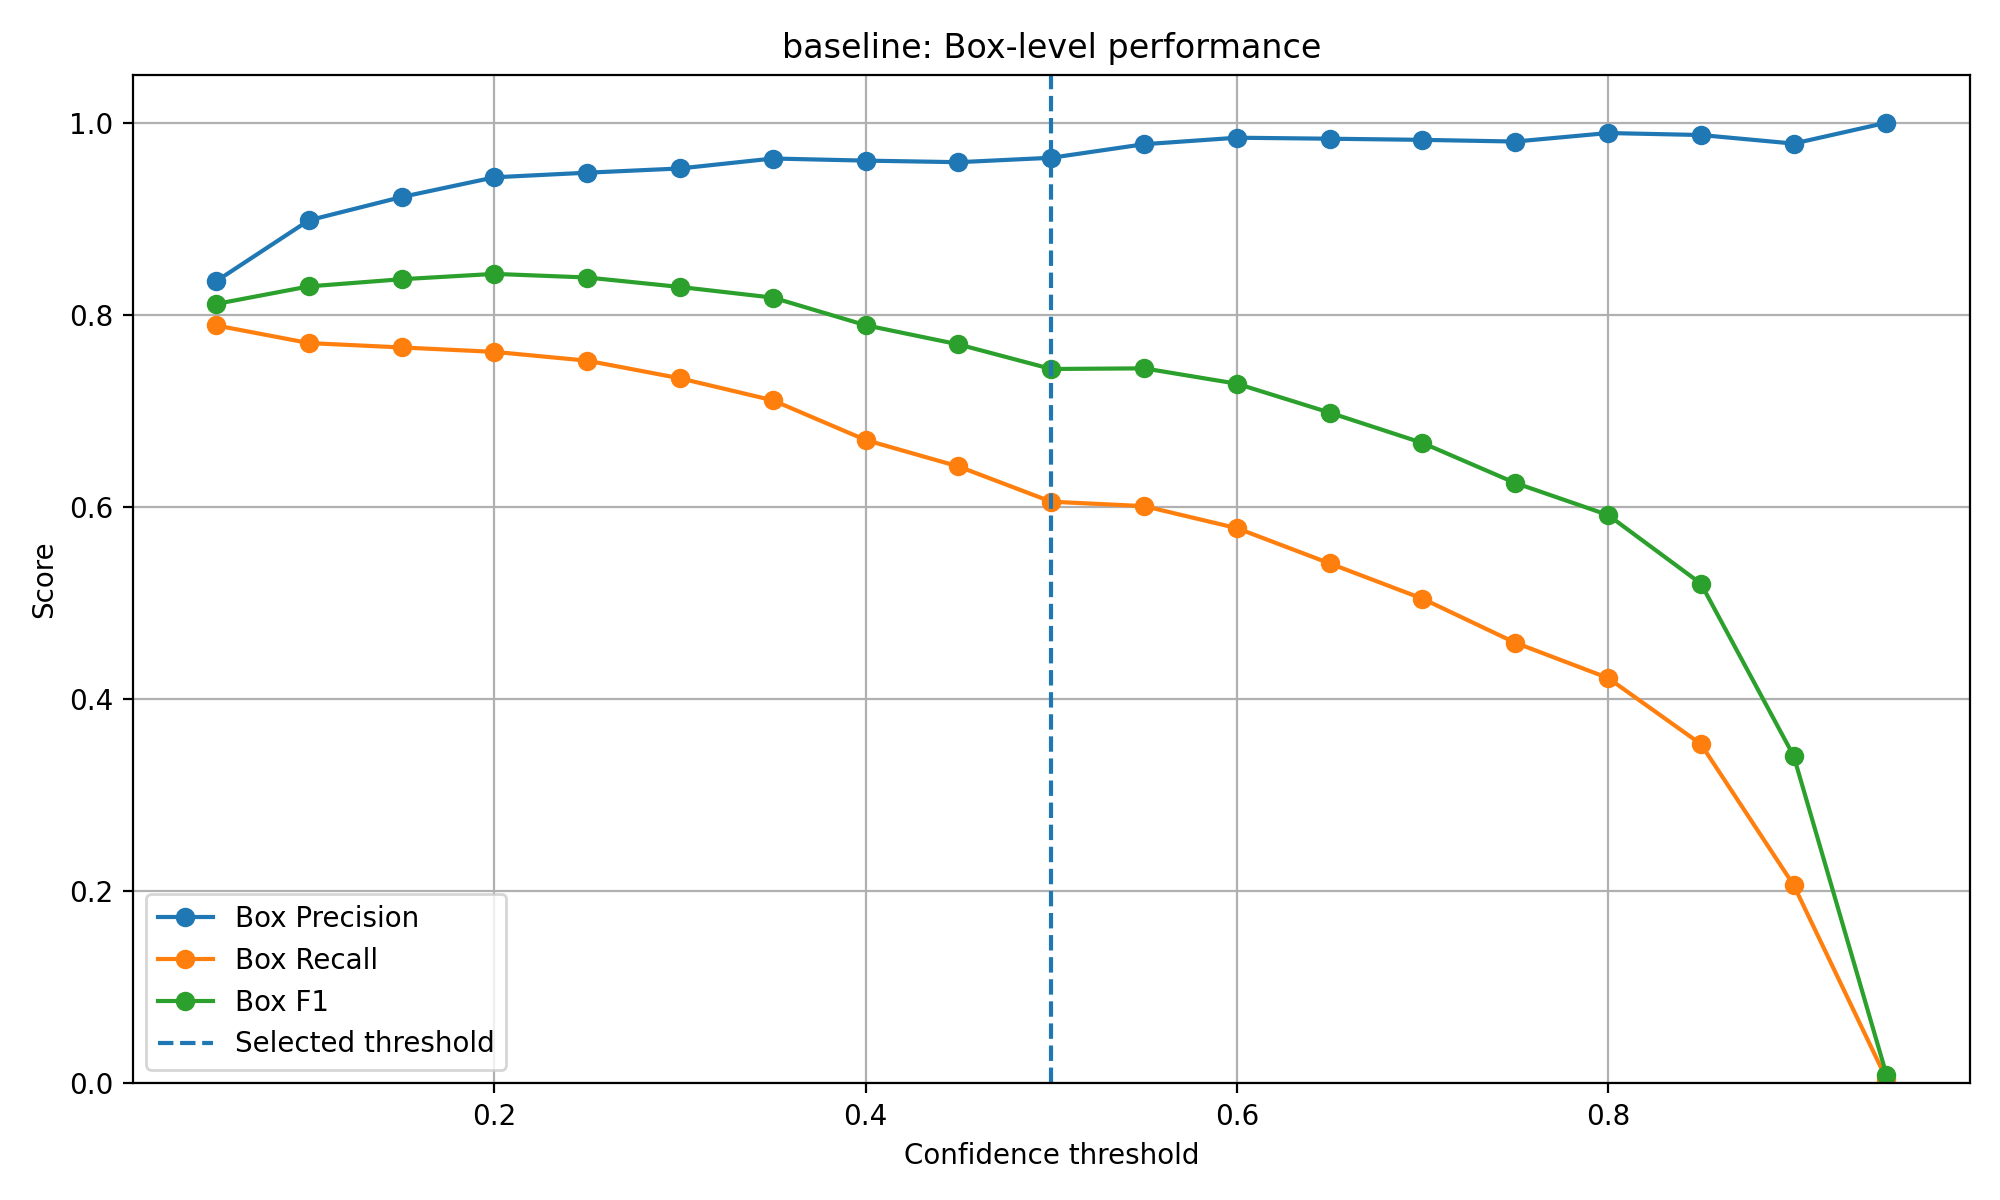 baseline: Box-level performance
1.0
0.8
0.6
0.4
0.2
0.0
Score
Box Precision
Box Recall
Box F1
Selected threshold
0.2 0.4 0.6 0.8
Confidence threshold